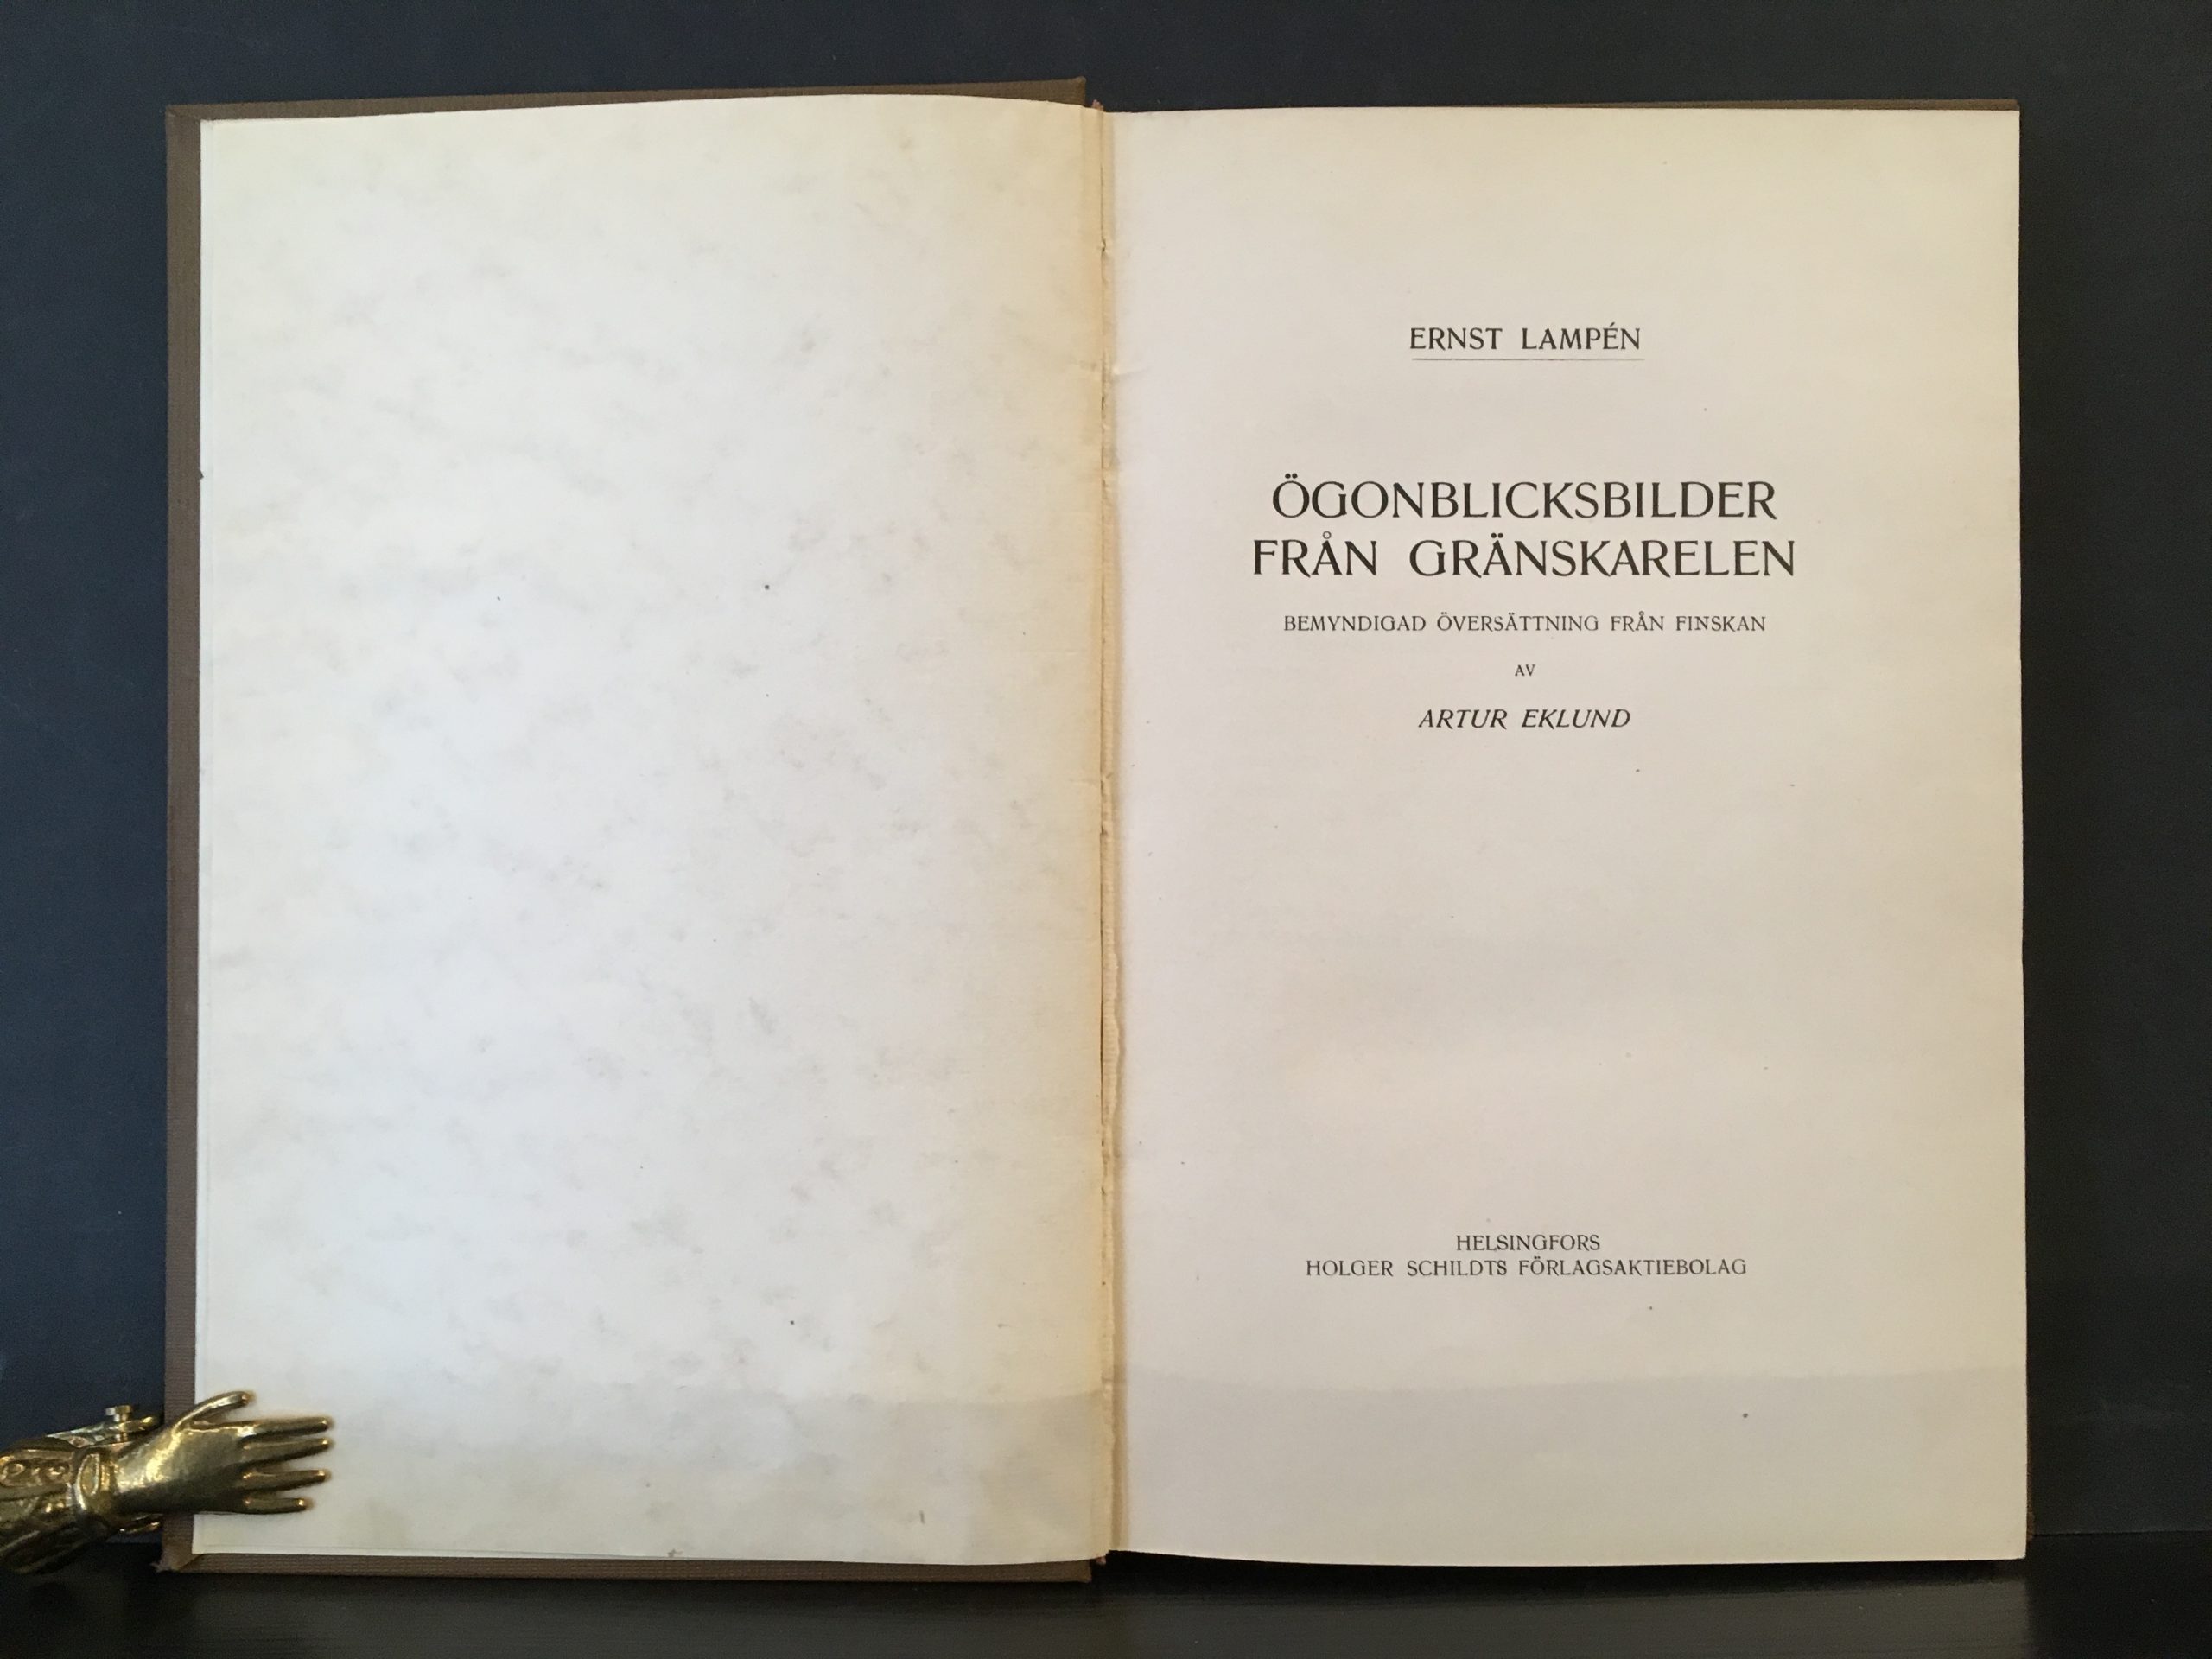 ERNST LAMPÉN
ÖGONBLICKSBILDER
FRÅN GRÄNSKARELEN
BEMYNDIGAD ÖVERSÄTTNING FRÅN FINSKAN
AV
ARTUR EKLUND
HELSINGFORS
HOLGER SCHILDTS FÖRLAGSAKTIEBOLAG